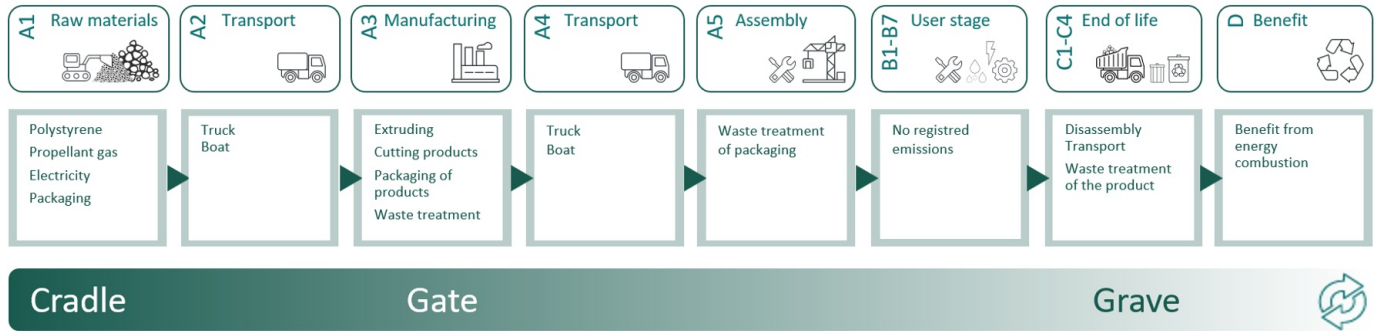 A1 Raw materials
A2 Transport
A3 Manufacturing
A4 Transport
A5 Assembly
B1-B7 User stage
C1-C4 End of life
D Benefit
Polystyrene
Propellant gas
Electricity
Packaging
Truck
Boat
Extruding
Cutting products
Packaging of
products
Waste treatment
Truck
Boat
Waste treatment
of packaging
No registred
emissions
Disassembly
Transport
Waste treatment
of the product
Benefit from
energy
combustion
Cradle
Gate
Grave